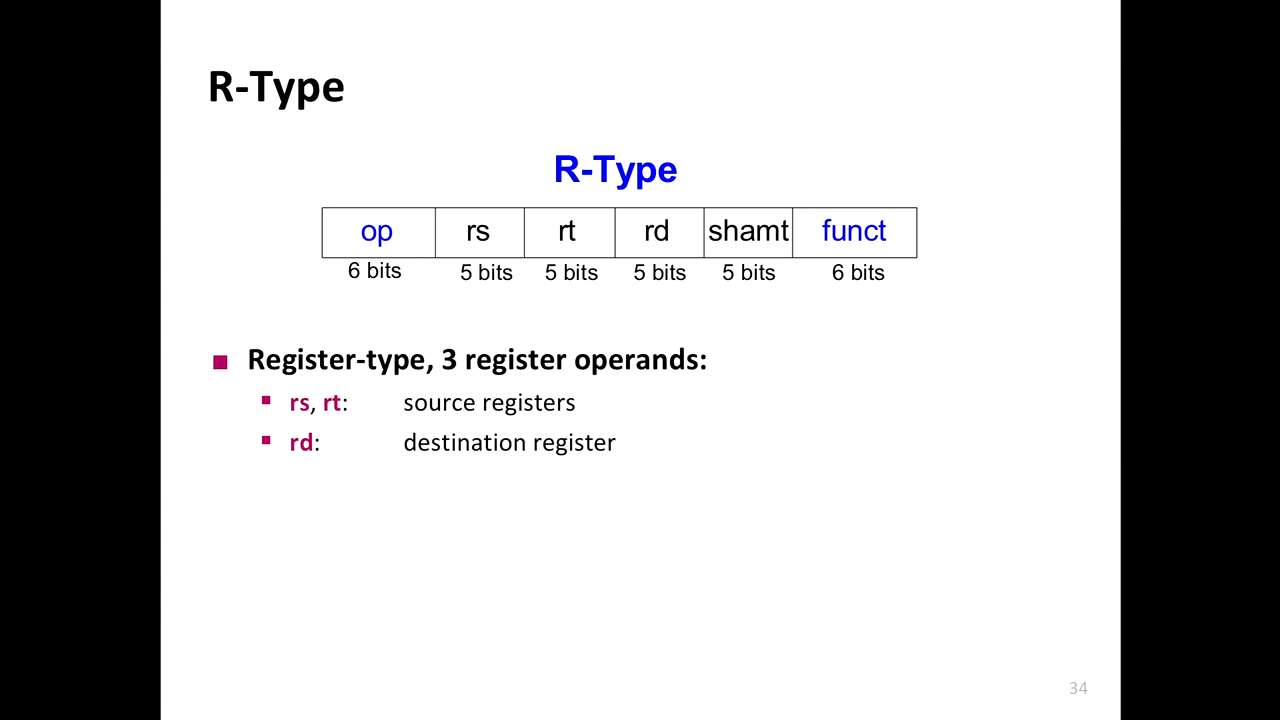 R-Type
R-Type
op rs rt rd shamt funct
6 bits 5 bits 5 bits 5 bits 5 bits 6 bits
Register-type, 3 register operands:
rs, rt: source registers
rd: destination register
34